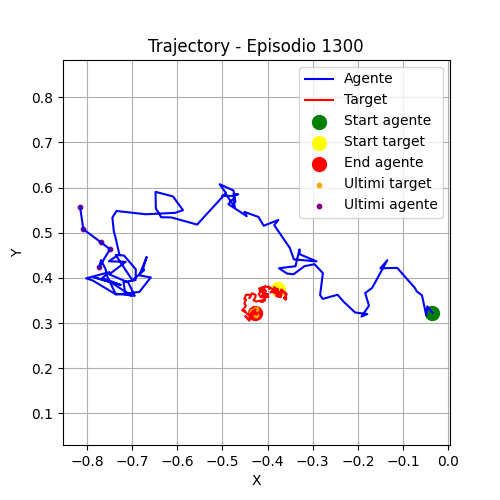 Trajectory - Episodio 1300
Agente
Target
Start agente
Start target
End agente
Ultimi target
Ultimi agente
Y
0.8
0.7
0.6
0.5
0.4
0.3
0.2
0.1
−0.8 −0.7 −0.6 −0.5 −0.4 −0.3 −0.2 −0.1 0.0
X